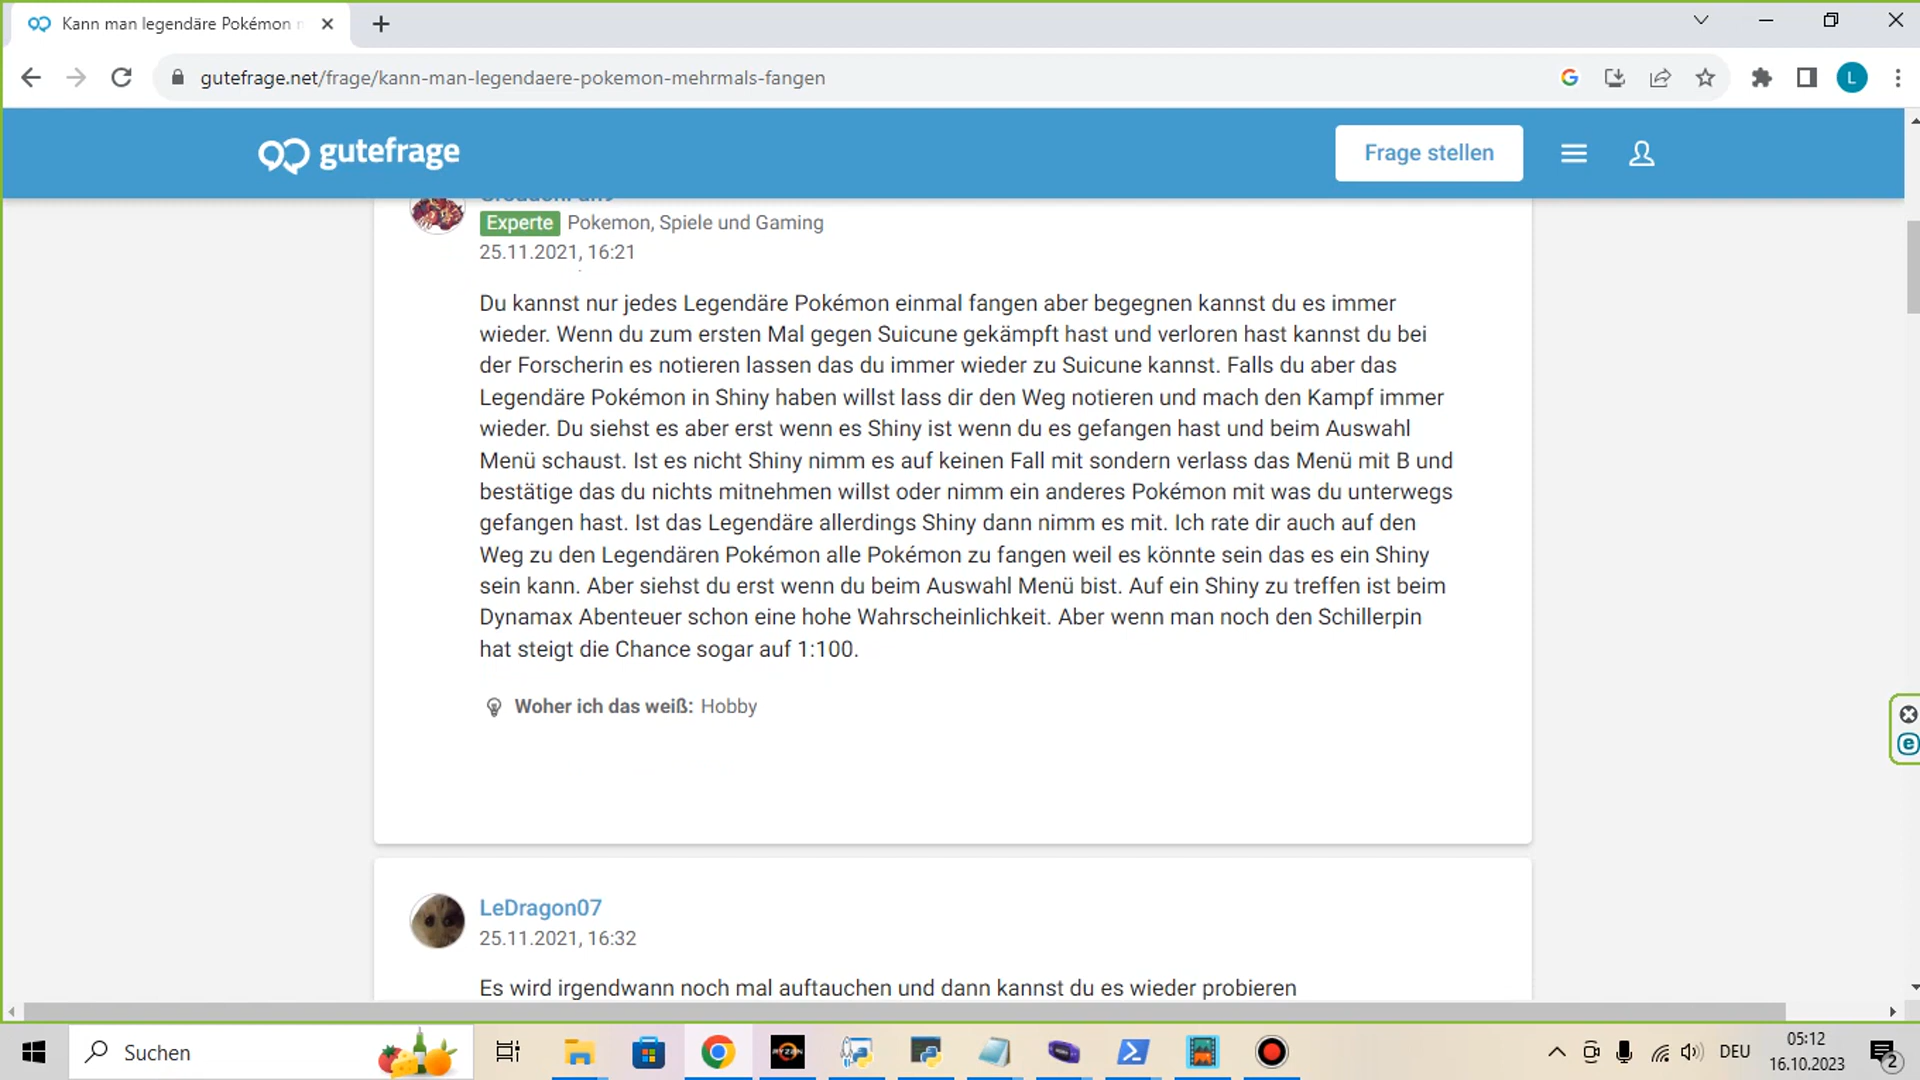 Kann man legendäre Pokémon
gutefrage.net/frage/kann-man-legendaere-pokemon-mehrmals-fangen
L
gutefrage
Frage stellen
Experte Pokemon, Spiele und Gaming
25.11.2021, 16:21
Du kannst nur jedes Legendäre Pokémon einmal fangen aber begegnen kannst du es immer
wieder. Wenn du zum ersten Mal gegen Suicune gekämpft hast und verloren hast kannst du bei
der Forscherin es notieren lassen das du immer wieder zu Suicune kannst. Falls du aber das
Legendäre Pokémon in Shiny haben willst lass dir den Weg notieren und mach den Kampf immer
wieder. Du siehst es aber erst wenn es Shiny ist wenn du es gefangen hast und beim Auswahl
Menü schaust. Ist es nicht Shiny nimm es auf keinen Fall mit sondern verlass das Menü mit B und
bestätige das du nichts mitnehmen willst oder nimm ein anderes Pokémon mit was du unterwegs
gefangen hast. Ist das Legendäre allerdings Shiny dann nimm es mit. Ich rate dir auch auf den
Weg zu den Legendären Pokémon alle Pokémon zu fangen weil es könnte sein das es ein Shiny
sein kann. Aber siehst du erst wenn du beim Auswahl Menü bist. Auf ein Shiny zu treffen ist beim
Dynamax Abenteuer schon eine hohe Wahrscheinlichkeit. Aber wenn man noch den Schillerpin
hat steigt die Chance sogar auf 1:100.
Woher ich das weiß: Hobby
LeDragon07
25.11.2021, 16:32
Es wird irgendwann noch mal auftauchen und dann kannst du es wieder probieren
Suchen
RYZEN
DEU
05:12
16.10.2023
2